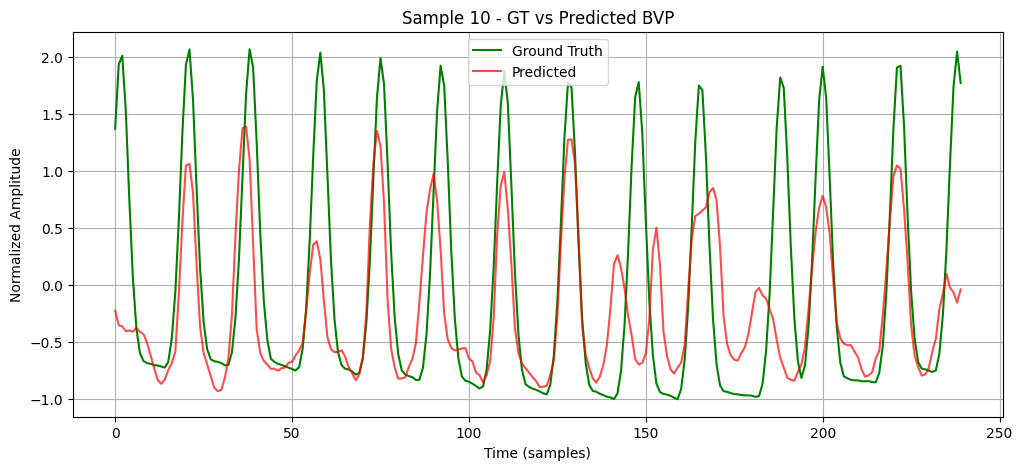 Sample 10 - GT vs Predicted BVP
Ground Truth
Predicted
2.0
1.5
1.0
0.5
0.0
−0.5
−1.0
Normalized Amplitude
0 50 100 150 200 250
Time (samples)